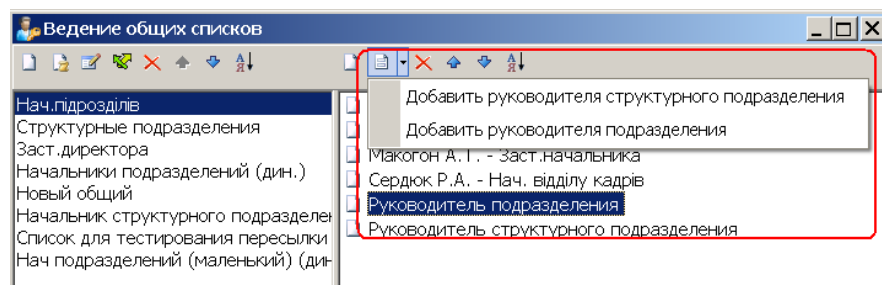 Ведение общих списков
Нач.підрозділів
Структурные подразделения
Заст.директора
Начальники подразделений (дин.)
Новый общий
Начальник структурного подразделен
Список для тестирования пересылки
Нач подразделений (маленький) (дин
Добавить руководителя структурного подразделения
Добавить руководителя подразделения
Макогон А.Г. - Заст.начальника
Сердюк Р.А. - Нач. відділу кадрів
Руководитель подразделения
Руководитель структурного подразделения